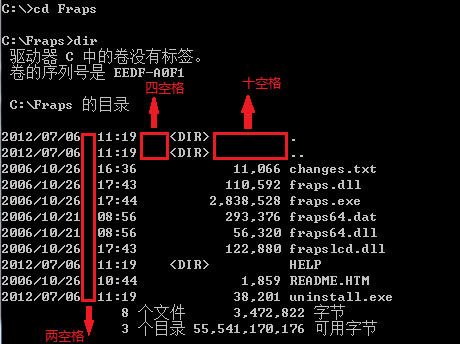 C:\>cd Fraps
C:\Fraps>dir
驱动器 C 中的卷没有标签。
卷的序列号是 EEDF-A0F1
四空格
十空格
C:\Fraps 的目录
2012/07/06  11:19    <DIR>          .
2012/07/06  11:19    <DIR>          ..
2006/10/26  16:36            11,066 changes.txt
2006/10/26  17:43           110,592 fraps.dll
2006/10/26  17:44         2,838,528 fraps.exe
2006/10/21  08:56           293,376 fraps64.dat
2006/10/21  08:56            56,320 fraps64.dll
2006/10/26  17:43           122,880 frapslcd.dll
2012/07/06  11:19    <DIR>          HELP
2006/10/26  10:44             1,859 README.HTM
2012/07/06  11:19            38,201 uninstall.exe
8 个文件      3,472,822 字节
3 个目录 55,541,170,176 可用字节
两空格